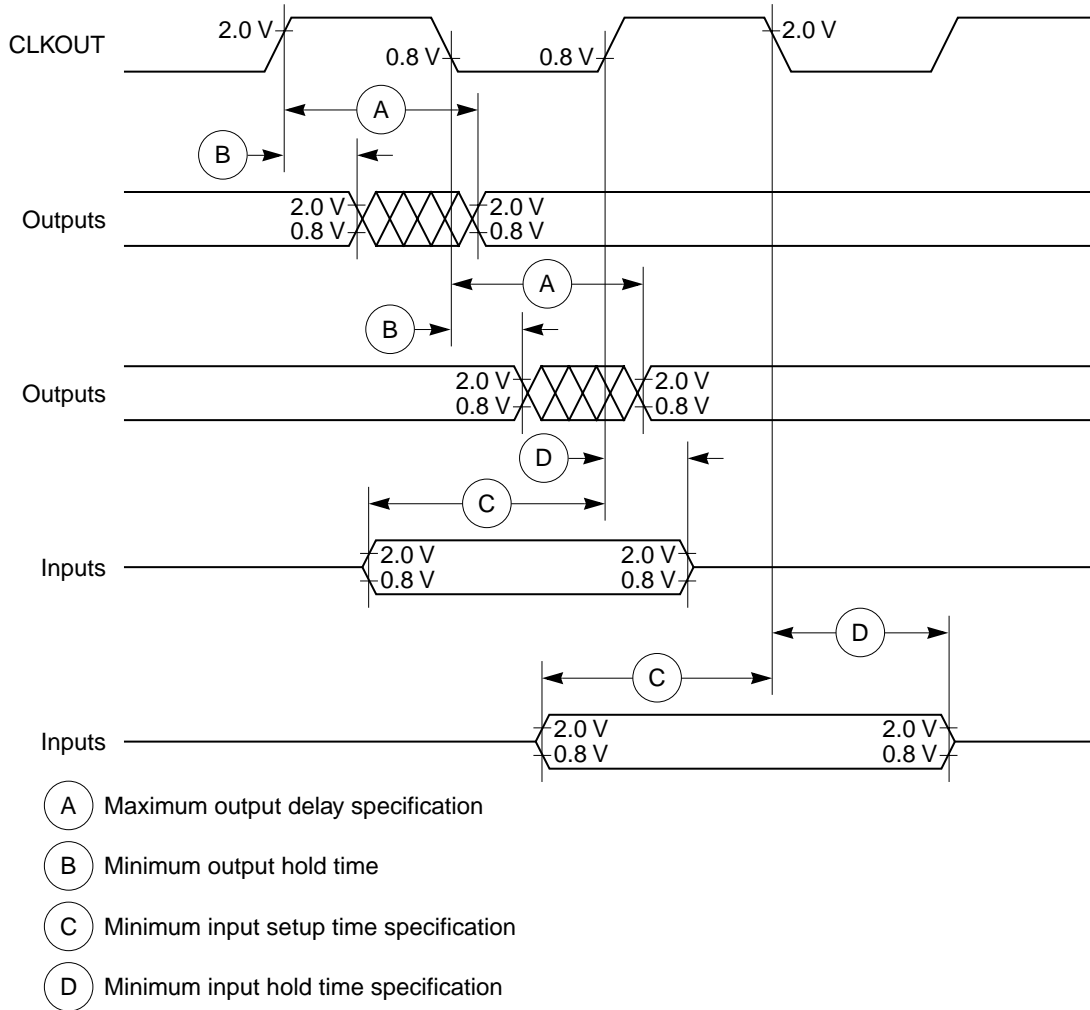 CLKOUT
2.0 V
0.8 V
0.8 V
2.0 V
A
B
Outputs
2.0 V
0.8 V
2.0 V
0.8 V
A
B
Outputs
2.0 V
0.8 V
2.0 V
0.8 V
D
C
Inputs
2.0 V
0.8 V
2.0 V
0.8 V
D
C
Inputs
2.0 V
0.8 V
2.0 V
0.8 V
A Maximum output delay specification
B Minimum output hold time
C Minimum input setup time specification
D Minimum input hold time specification